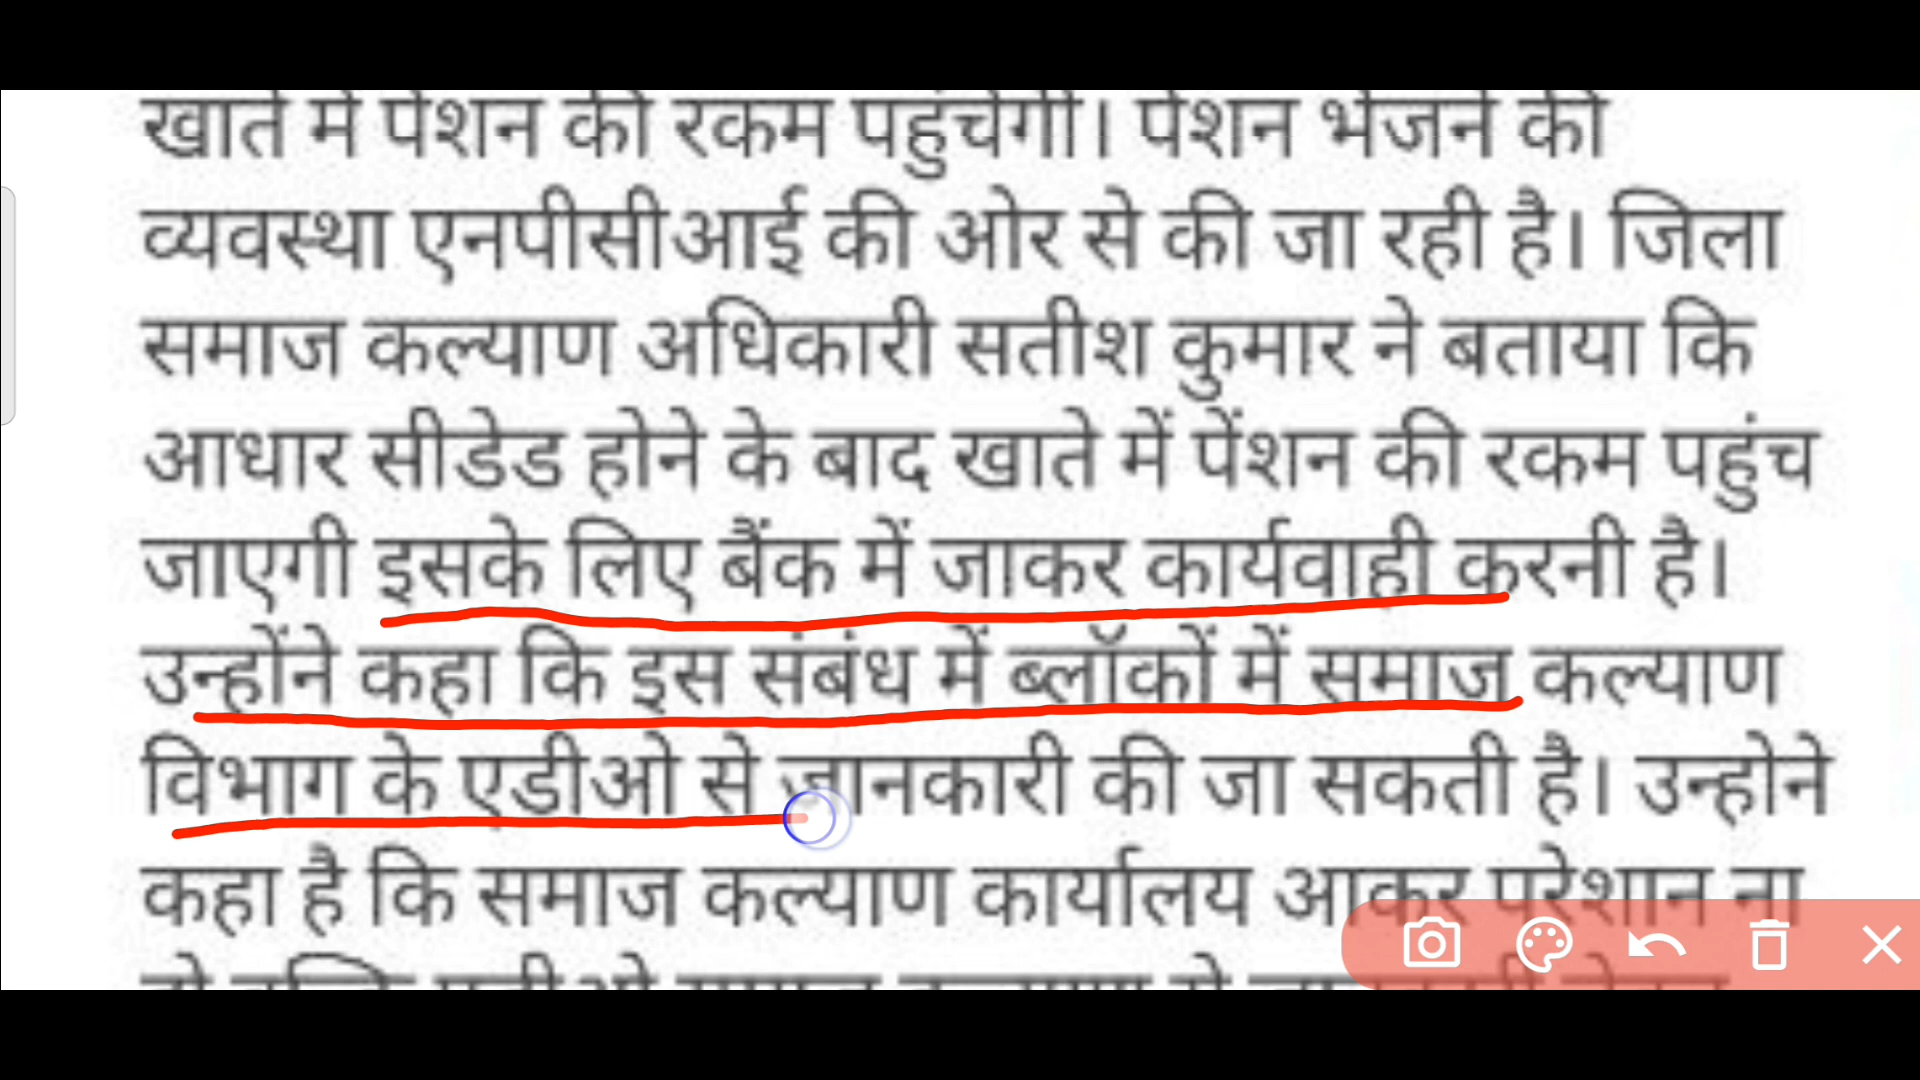 खाते में पेंशन की रकम पहुंचेगी। पेंशन भेजने की
व्यवस्था एनपीसीआई की ओर से की जा रही है। जिला
समाज कल्याण अधिकारी सतीश कुमार ने बताया कि
आधार सीडेड होने के बाद खाते में पेंशन की रकम पहुंच
जाएगी इसके लिए बैंक में जाकर कार्यवाही करनी है।
उन्होंने कहा कि इस संबंध में ब्लॉकों में समाज कल्याण
विभाग के एडीओ से जानकारी की जा सकती है। उन्होने
कहा है कि समाज कल्याण कार्यालय आकर परेशान ना